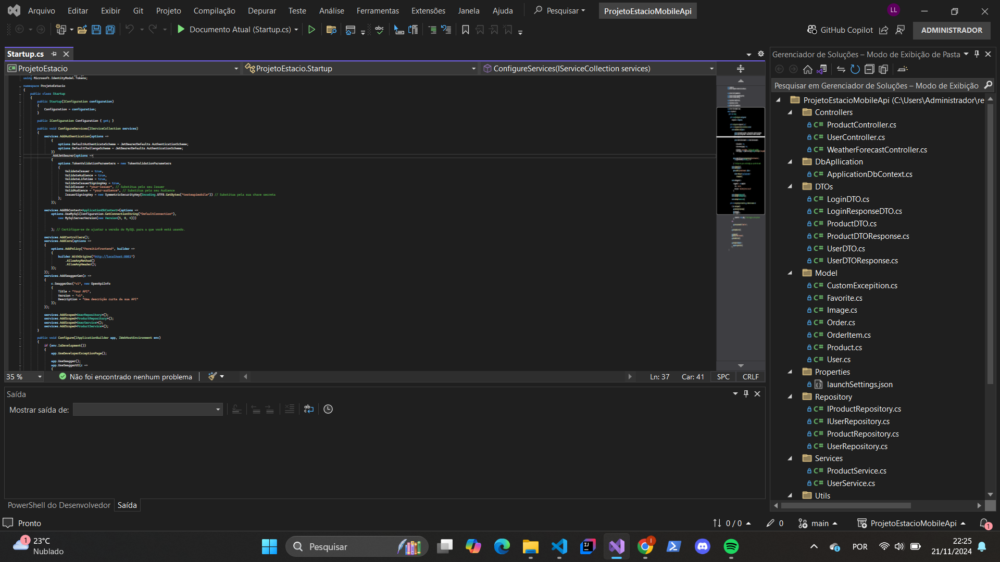 Arquivo Editar Exibir Git Projeto Compilação Depurar Teste Análise Ferramentas Extensões Janela Ajuda Pesquisar ProjetoEstacioMobileApi LL
Documento Atual (Startup.cs) GitHub Copilot ADMINISTRADOR
Startup.cs
ProjetoEstacio ProjetoEstacio.Startup ConfigureServices(IServiceCollection services)
using Microsoft.IdentityModel.Tokens;
namespace ProjetoEstacio
{
public class Startup
{
public Startup(IConfiguration configuration)
{
Configuration = configuration;
}
public IConfiguration Configuration { get; }
public void ConfigureServices(IServiceCollection services)
{
services.AddAuthentication(options =>
{
options.DefaultAuthenticateScheme = JwtBearerDefaults.AuthenticationScheme;
options.DefaultChallengeScheme = JwtBearerDefaults.AuthenticationScheme;
})
.AddJwtBearer(options =>
{
options.TokenValidationParameters = new TokenValidationParameters
{
ValidateIssuer = true,
ValidateAudience = true,
ValidateLifetime = true,
ValidateIssuerSigningKey = true,
ValidIssuer = "your-issuer", // Substitua pelo seu Issuer
ValidAudience = "your-audience", // Substitua pelo seu Audience
IssuerSigningKey = new SymmetricSecurityKey(Encoding.UTF8.GetBytes("testeapimobile")) // Substitua pela sua chave secreta
};
});
services.AddDbContext<ApplicationDbContext>(options =>
options.UseMySql(Configuration.GetConnectionString("DefaultConnection"),
new MySqlServerVersion(new Version(5, 0, 4)))
); // Certifique-se de ajustar a versão do MySQL para a que você está usando.
services.AddControllers();
services.AddCors(options =>
{
options.AddPolicy("PermitirFrontend", builder =>
{
builder.WithOrigins("http://localhost:8081")
.AllowAnyMethod()
.AllowAnyHeader();
});
});
services.AddSwaggerGen(c =>
{
c.SwaggerDoc("v1", new OpenApiInfo
{
Title = "Your API",
Version = "v1",
Description = "Uma descrição curta da sua API"
});
});
services.AddScoped<UserRepository>();
services.AddScoped<ProductRepository>();
services.AddScoped<UserService>();
services.AddScoped<ProductService>();
}
public void Configure(IApplicationBuilder app, IWebHostEnvironment env)
{
if (env.IsDevelopment())
{
app.UseDeveloperExceptionPage();
app.UseSwagger();
app.UseSwaggerUI(c =>
{
35 % Não foi encontrado nenhum problema Ln: 37 Car: 41 SPC CRLF
Saída
Mostrar saída de:
PowerShell do Desenvolvedor Saída
Gerenciador de Soluções – Modo de Exibição de Pasta
Pesquisar em Gerenciador de Soluções – Modo de Exibição
ProjetoEstacioMobileApi (C:\Users\Administrador\re
Controllers
C# ProductController.cs
C# UserController.cs
C# WeatherForecastController.cs
DbApllication
C# ApplicationDbContext.cs
DTOs
C# LoginDTO.cs
C# LoginResponseDTO.cs
C# ProductDTO.cs
C# ProductDTOResponse.cs
C# UserDTO.cs
C# UserDTOResponse.cs
Model
C# CustomExcepition.cs
C# Favorite.cs
C# Image.cs
C# Order.cs
C# OrderItem.cs
C# Product.cs
C# User.cs
Properties
launchSettings.json
Repository
C# IProductRepository.cs
C# IUserRepository.cs
C# ProductRepository.cs
C# UserRepository.cs
Services
C# ProductService.cs
C# UserService.cs
Utils
Pronto 0 / 0 0 main ProjetoEstacioMobileApi 1
1 23°C
Nublado
Pesquisar
POR
22:25
21/11/2024